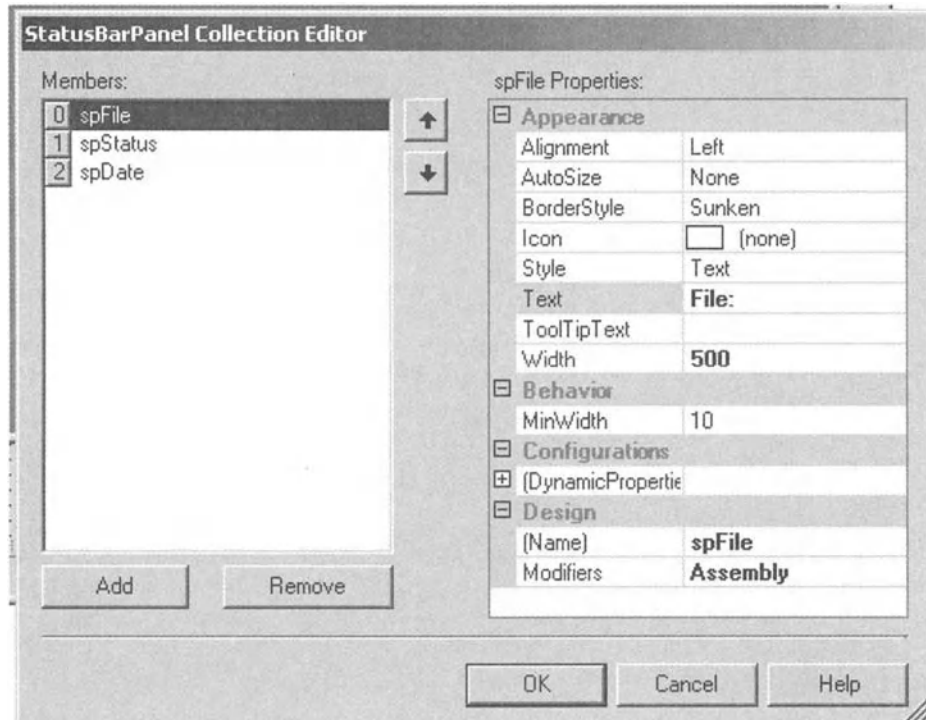 StatusBarPanel Collection Editor
Members:
0 spFile
1 spStatus
2 spDate
Add
Remove
spFile Properties:
Appearance
Alignment Left
AutoSize None
BorderStyle Sunken
Icon (none)
Style Text
Text File:
ToolTipText
Width 500
Behavior
MinWidth 10
Configurations
(DynamicPropertie
Design
(Name) spFile
Modifiers Assembly
OK
Cancel
Help